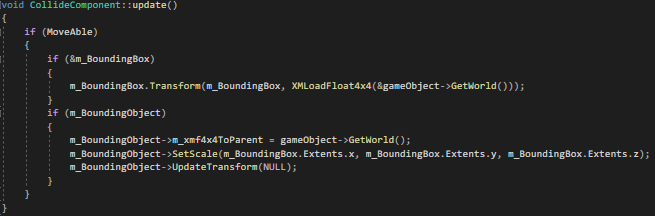 void CollideComponent::update()
{
if (MoveAble)
{
if (&m_BoundingBox)
{
m_BoundingBox.Transform(m_BoundingBox, XMLoadFloat4x4(&gameObject->GetWorld()));
}
if (m_BoundingObject)
{
m_BoundingObject->m_xmf4x4ToParent = gameObject->GetWorld();
m_BoundingObject->SetScale(m_BoundingBox.Extents.x, m_BoundingBox.Extents.y, m_BoundingBox.Extents.z);
m_BoundingObject->UpdateTransform(NULL);
}
}
}